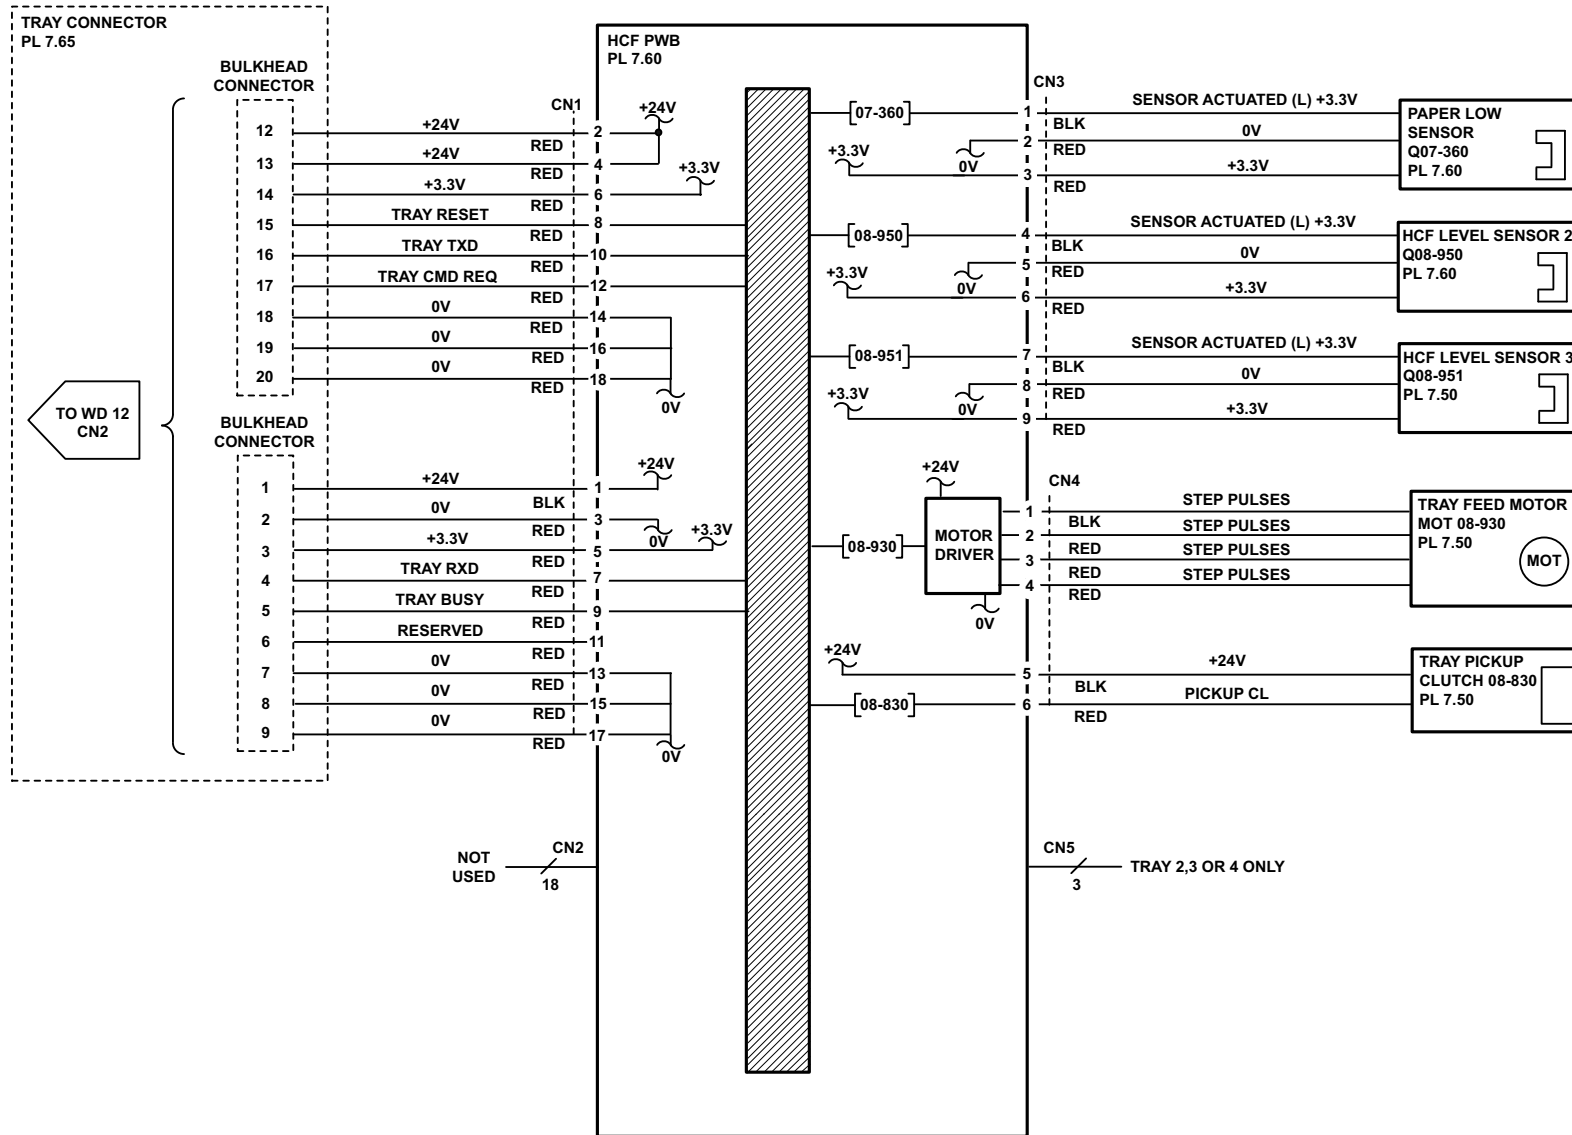 TRAY CONNECTOR
PL 7.65
BULKHEAD
CONNECTOR
12
13
14
15
16
17
18
19
20
TO WD 12
CN2
BULKHEAD
CONNECTOR
1
2
3
4
5
6
7
8
9
CN1
+24V
RED
2
+24V
RED
4
+3.3V
RED
6
TRAY RESET
RED
8
TRAY TXD
RED
10
TRAY CMD REQ
RED
12
0V
RED
14
0V
RED
16
0V
RED
18
+24V
BLK
1
0V
RED
3
+3.3V
RED
5
TRAY RXD
RED
7
TRAY BUSY
RED
9
RESERVED
RED
11
0V
RED
13
0V
RED
15
0V
RED
17
NOT
USED
CN2
18
HCF PWB
PL 7.60
+24V
+3.3V
0V
+24V
0V
+3.3V
0V
[07-360]
+3.3V
0V
[08-950]
+3.3V
0V
[08-951]
+3.3V
0V
+24V
[08-930]
MOTOR
DRIVER
0V
+24V
[08-830]
CN3
1
SENSOR ACTUATED (L) +3.3V
BLK
2
0V
RED
3
+3.3V
RED
PAPER LOW
SENSOR
Q07-360
PL 7.60
4
SENSOR ACTUATED (L) +3.3V
BLK
5
0V
RED
6
+3.3V
RED
HCF LEVEL SENSOR 2
Q08-950
PL 7.60
7
SENSOR ACTUATED (L) +3.3V
BLK
8
0V
RED
9
+3.3V
RED
HCF LEVEL SENSOR 3
Q08-951
PL 7.50
CN4
1
STEP PULSES
BLK
2
STEP PULSES
RED
3
STEP PULSES
RED
4
STEP PULSES
RED
TRAY FEED MOTOR
MOT 08-930
PL 7.50
MOT
5
+24V
BLK
6
PICKUP CL
RED
TRAY PICKUP
CLUTCH 08-830
PL 7.50
CN5
3
TRAY 2,3 OR 4 ONLY